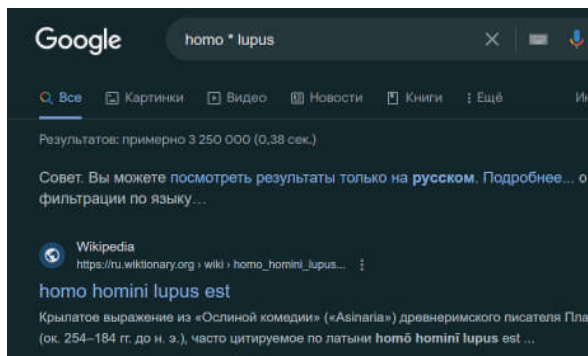 Google
homo * lupus
Все Картинки Видео Новости Книги Ещё
Результатов: примерно 3 250 000 (0,38 сек.)
Совет. Вы можете посмотреть результаты только на русском. Подробнее... о
фильтрации по языку…
Wikipedia
https://ru.wiktionary.org › wiki › homo_homini_lupus...
homo homini lupus est
Крылатое выражение из «Ослиной комедии» («Asinaria») древнеримского писателя Пла
(ок. 254–184 гг. до н. э.), часто цитируемое по латыни homō hominī lupus est ...